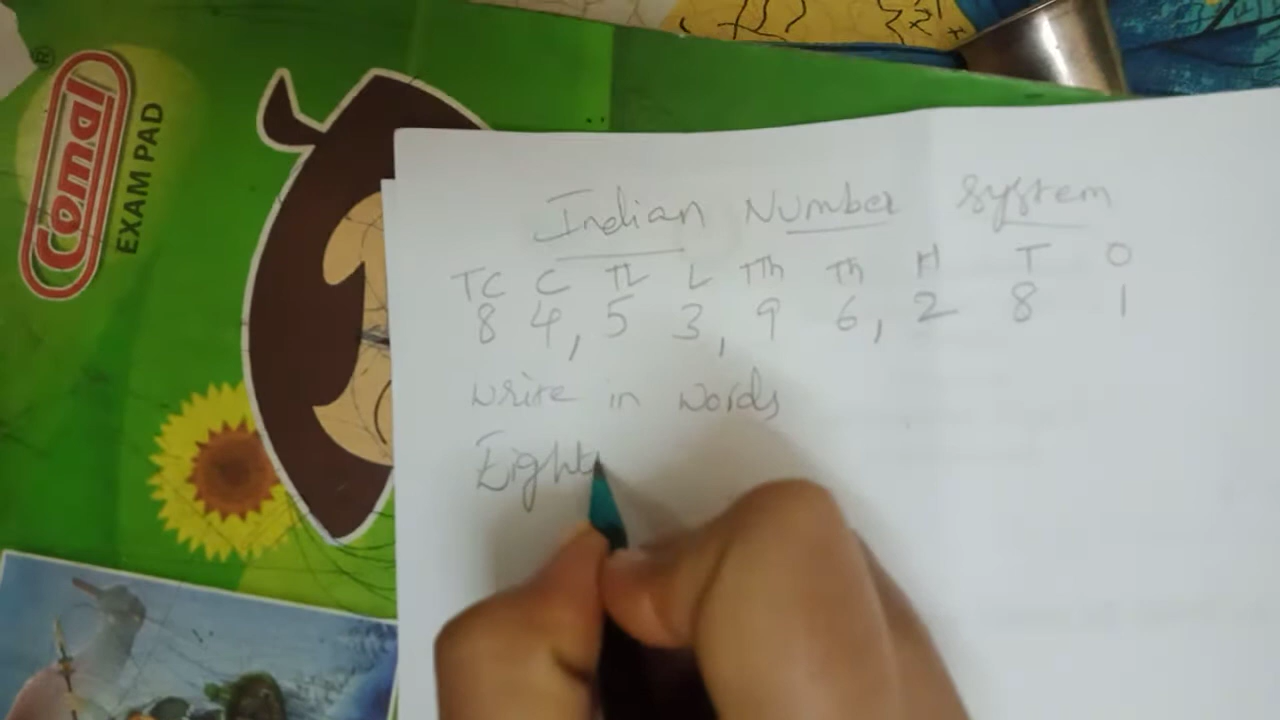 Comal®
EXAM PAD
Indian Number System
TC C TL L TTh Th H T O
8 4, 5 3, 9 6, 2 8 1
Write in words
Eight